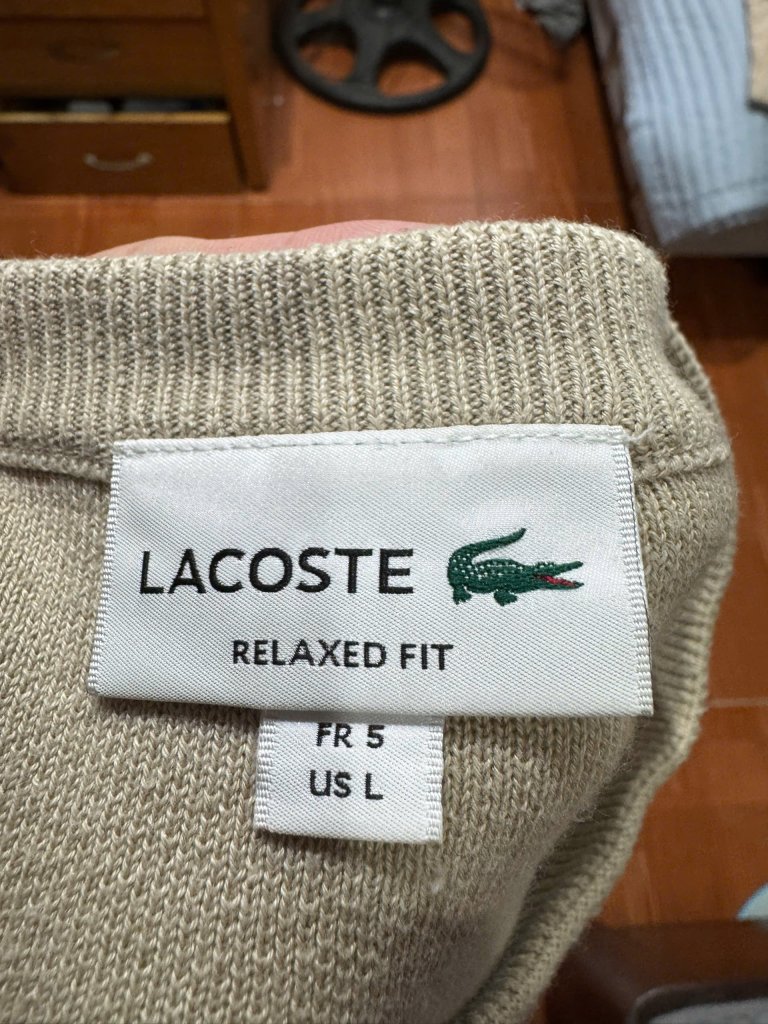 LACOSTE
RELAXED FIT
FR 5
US L